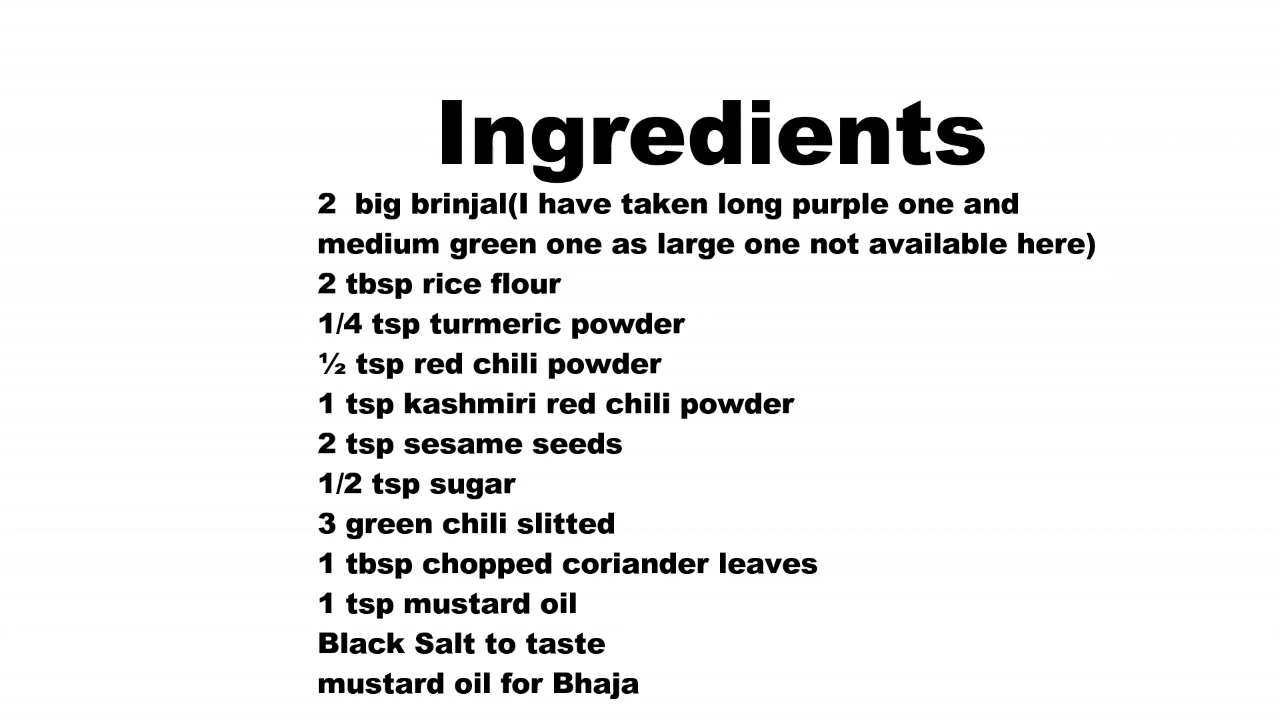 Ingredients
2  big brinjal(I have taken long purple one and
medium green one as large one not available here)
2 tbsp rice flour
1/4 tsp turmeric powder
½ tsp red chili powder
1 tsp kashmiri red chili powder
2 tsp sesame seeds
1/2 tsp sugar
3 green chili slitted
1 tbsp chopped coriander leaves
1 tsp mustard oil
Black Salt to taste
mustard oil for Bhaja